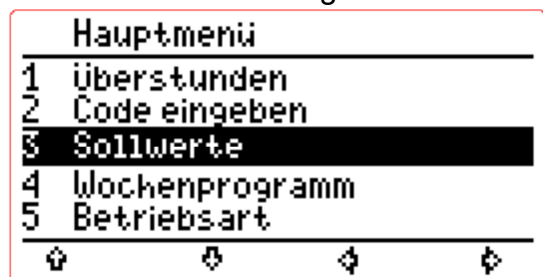 Hauptmenü
1 Überstunden
2 Code eingeben
3 Sollwerte
4 Wochenprogramm
5 Betriebsart